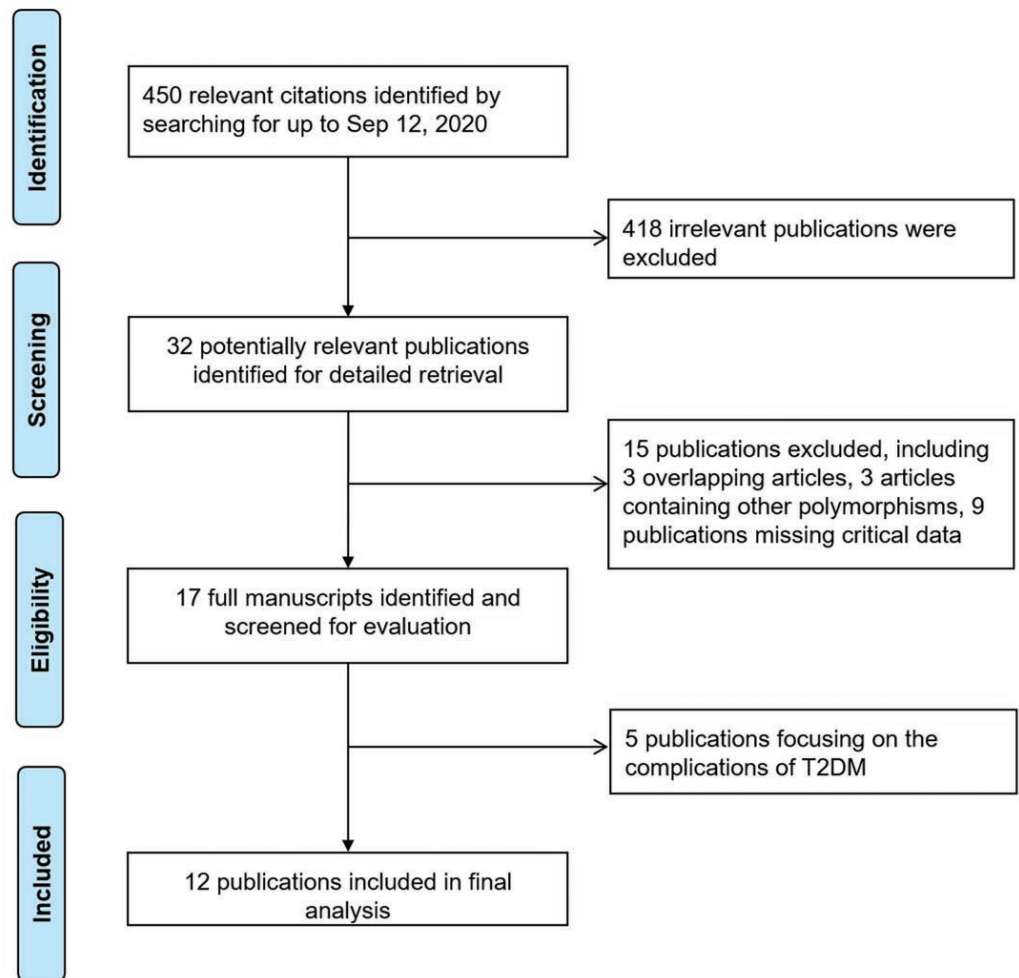 Identification
450 relevant citations identified by
searching for up to Sep 12, 2020
418 irrelevant publications were
excluded
Screening
32 potentially relevant publications
identified for detailed retrieval
15 publications excluded, including
3 overlapping articles, 3 articles
containing other polymorphisms, 9
publications missing critical data
Eligibility
17 full manuscripts identified and
screened for evaluation
5 publications focusing on the
complications of T2DM
Included
12 publications included in final
analysis